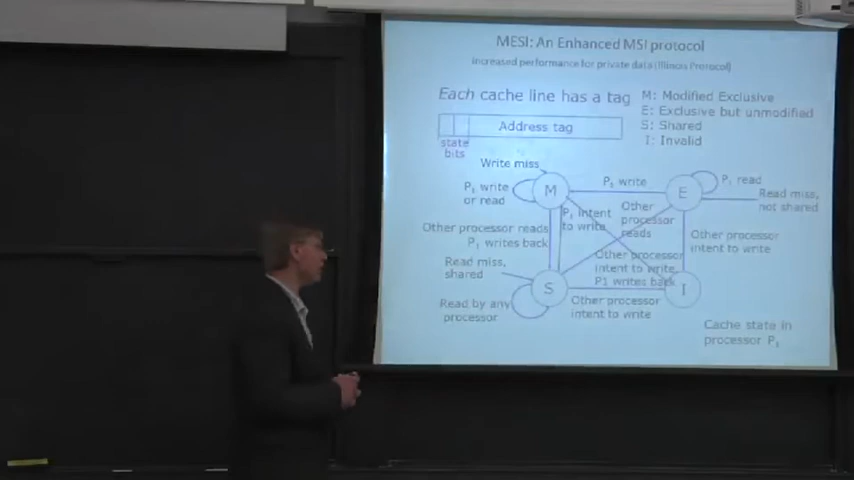 MESI: An Enhanced MSI protocol
increased performance for private data (Illinois Protocol)
Each cache line has a tag
Address tag
state
bits
M: Modified Exclusive
E: Exclusive but unmodified
S: Shared
I: Invalid
Write miss
P1 write
or read
M
P1 write
E
P1 read
Read miss,
not shared
P1 intent
to write
Other
processor
reads
Other processor reads
P1 writes back
Other processor
intent to write
Other processor
intent to write,
P1 writes back
Read miss,
shared
S
I
Read by any
processor
Other processor
intent to write
Cache state in
processor P1